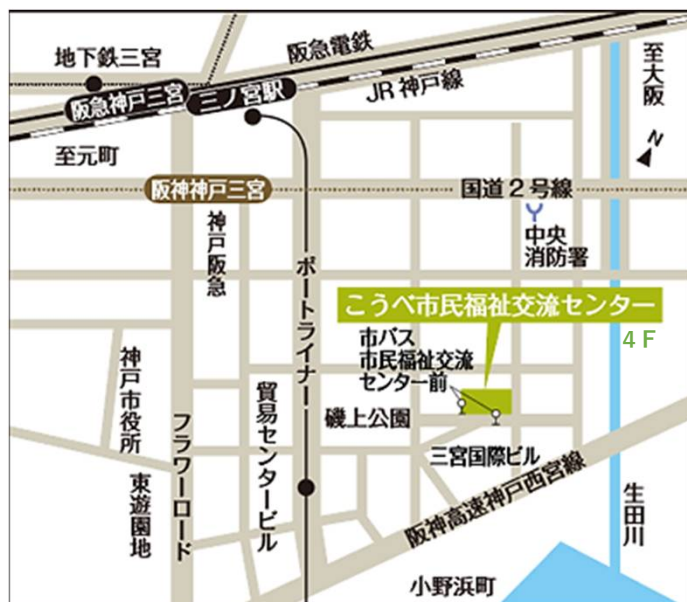 地下鉄三宮
阪急電鉄
至大阪
阪急神戸三宮
三ノ宮駅
JR神戸線
至元町
N
阪神神戸三宮
国道2号線
神戸阪急
ポートライナー
中央
消防署
こうべ市民福祉交流センター
4F
市バス
市民福祉交流
センター前
神戸市役所
フラワーロード
貿易センタービル
磯上公園
三宮国際ビル
東遊園地
阪神高速神戸西宮線
生田川
小野浜町